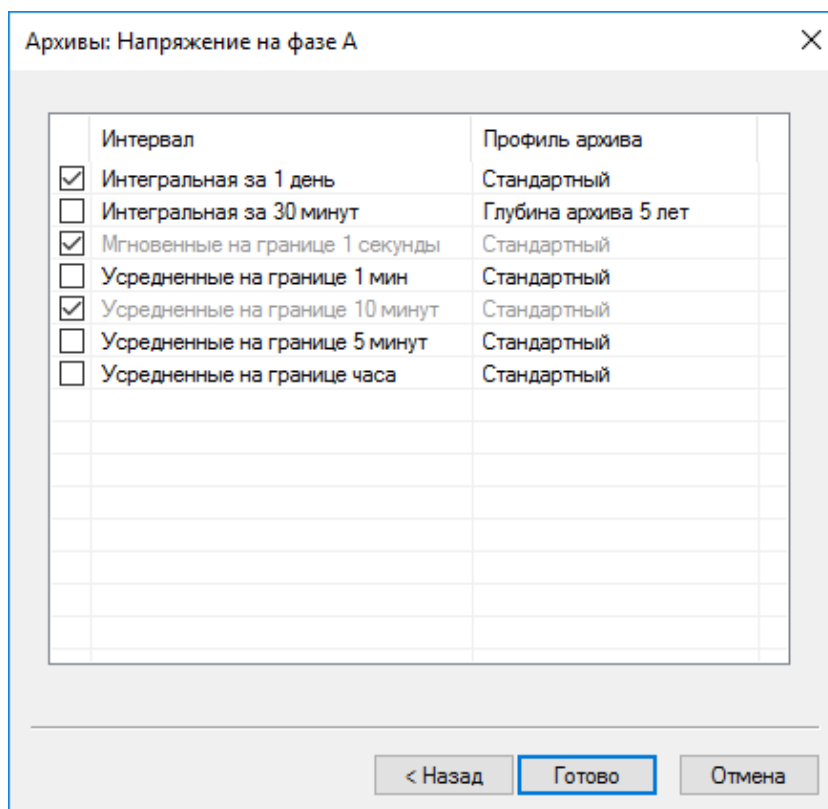 Архивы: Напряжение на фазе А
Интервал Профиль архива
Интегральная за 1 день Стандартный
Интегральная за 30 минут Глубина архива 5 лет
Мгновенные на границе 1 секунды Стандартный
Усредненные на границе 1 мин Стандартный
Усредненные на границе 10 минут Стандартный
Усредненные на границе 5 минут Стандартный
Усредненные на границе часа Стандартный
< Назад Готово Отмена